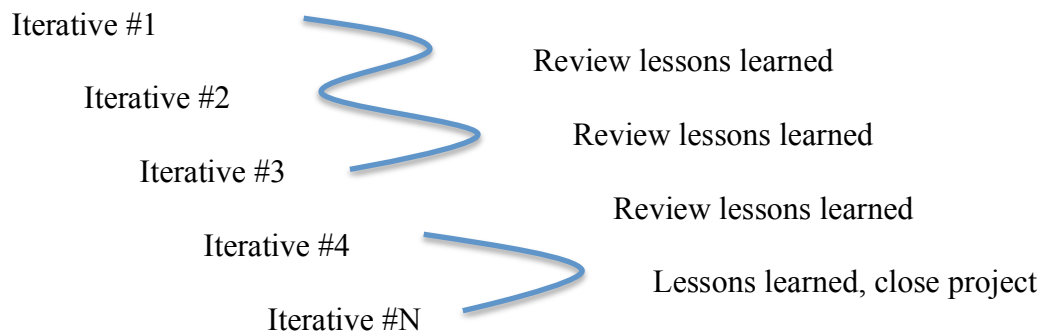 Iterative #1
Review lessons learned
Iterative #2
Review lessons learned
Iterative #3
Review lessons learned
Iterative #4
Lessons learned, close project
Iterative #N